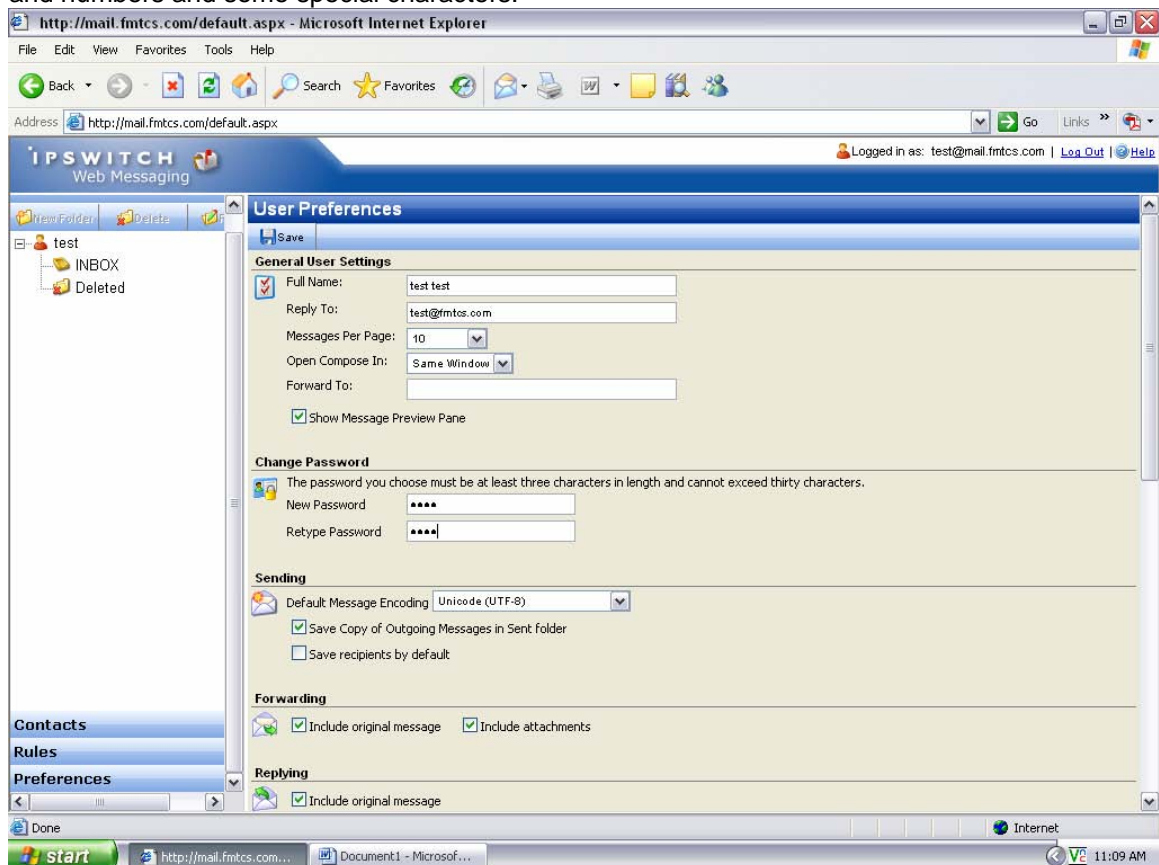 and numbers and some special characters.
http://mail.fmtcs.com/default.aspx - Microsoft Internet Explorer
File Edit View Favorites Tools Help
Back Search Favorites
Address http://mail.fmtcs.com/default.aspx Go Links »
IPSWITCH Logged in as: test@mail.fmtcs.com | Log Out | Help
Web Messaging
New Folder Delete User Preferences
Save
test
INBOX
Deleted
General User Settings
Full Name: test test
Reply To: test@fmtcs.com
Messages Per Page: 10
Open Compose In: Same Window
Forward To:
Show Message Preview Pane
Change Password
The password you choose must be at least three characters in length and cannot exceed thirty characters.
New Password ••••
Retype Password ••••
Sending
Default Message Encoding Unicode (UTF-8)
Save Copy of Outgoing Messages in Sent folder
Save recipients by default
Forwarding
Include original message Include attachments
Replying
Include original message
Contacts
Rules
Preferences
Done Internet
start http://mail.fmtcs.com... Document1 - Microsof... 11:09 AM